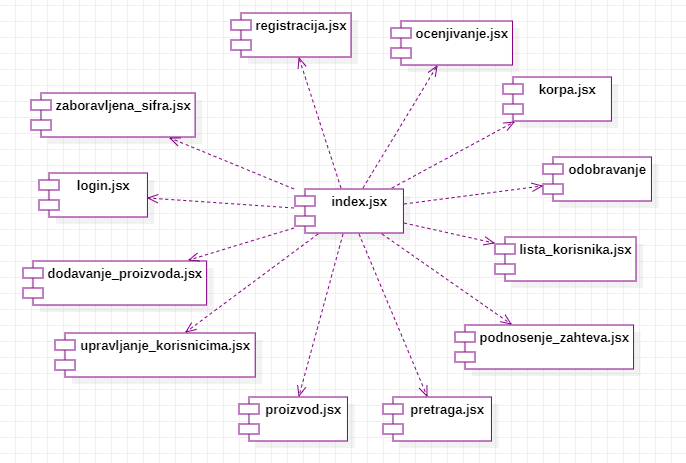 registracija.jsx
ocenjivanje.jsx
korpa.jsx
zaboravljena_sifra.jsx
odobravanje
login.jsx
index.jsx
lista_korisnika.jsx
dodavanje_proizvoda.jsx
podnosenje_zahteva.jsx
upravljanje_korisnicima.jsx
proizvod.jsx
pretraga.jsx